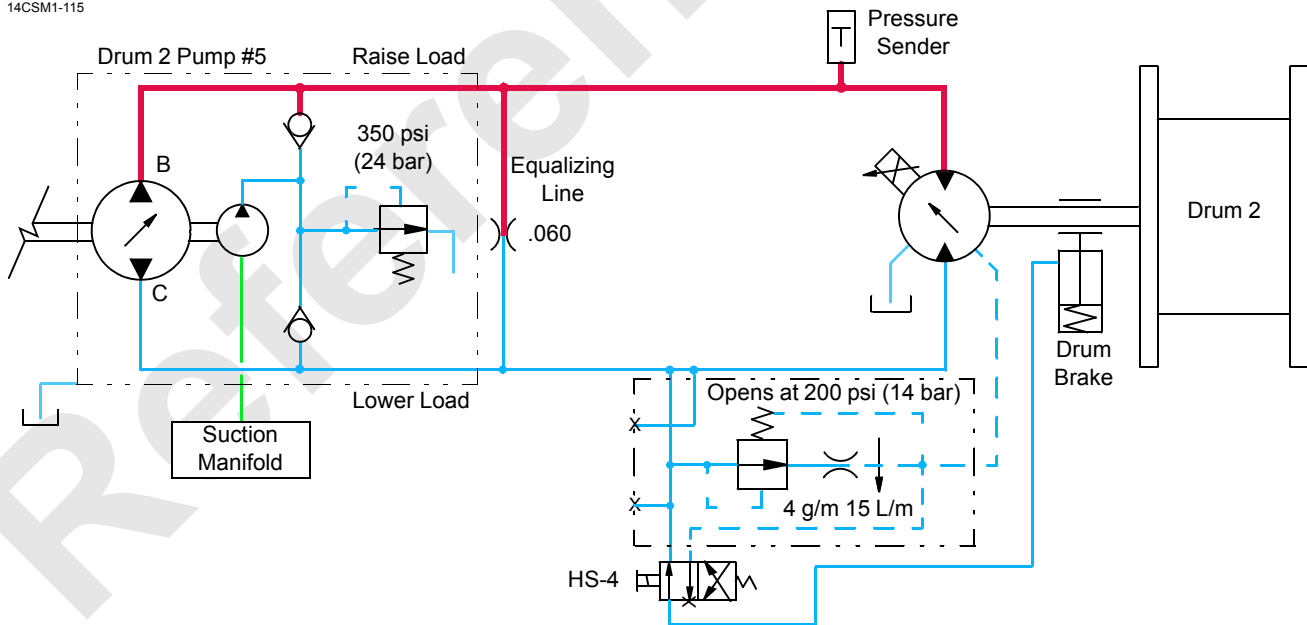 14CSM1-115
Pressure
Sender
Drum 2 Pump #5
Raise Load
B
350 psi
(24 bar)
Equalizing
Line
.060
C
Drum 2
Drum
Brake
Lower Load
Opens at 200 psi (14 bar)
Suction
Manifold
X
X
4 g/m 15 L/m
HS-4
Referen